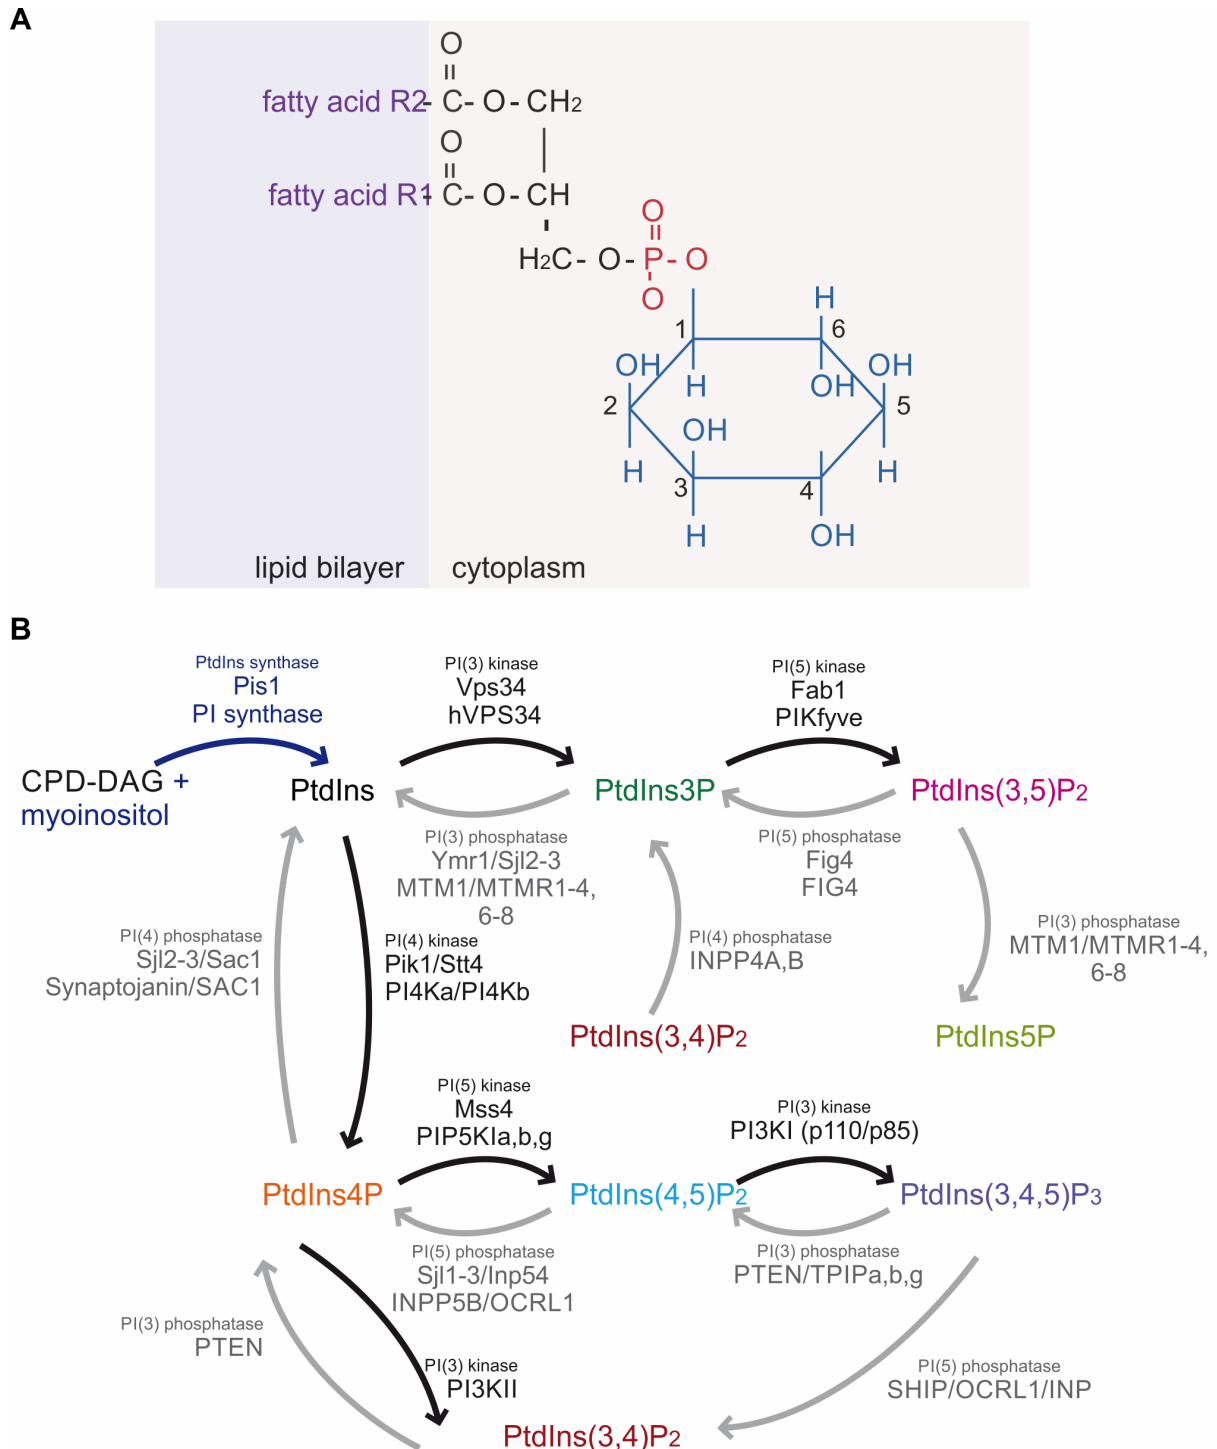 A
O
fatty acid R2- C- O - CH2
O
fatty acid R1- C- O - CH
O
H2C- O - P - O
O
H
1
6
OH
OH
H
OH
2
5
OH
H
H
3
4
H
OH
lipid bilayer
cytoplasm
B
PtdIns synthase
Pis1
PI synthase
PI(3) kinase
Vps34
hVPS34
PI(5) kinase
Fab1
PIKfyve
CPD-DAG +
myoinositol
PtdIns
PtdIns3P
PtdIns(3,5)P2
PI(3) phosphatase
Ymr1/Sjl2-3
MTM1/MTMR1-4,
6-8
PI(5) phosphatase
Fig4
FIG4
PI(4) phosphatase
Sjl2-3/Sac1
Synaptojanin/SAC1
PI(4) kinase
Pik1/Stt4
PI4Ka/PI4Kb
PI(4) phosphatase
INPP4A,B
PI(3) phosphatase
MTM1/MTMR1-4,
6-8
PtdIns(3,4)P2
PtdIns5P
PI(5) kinase
Mss4
PIP5KIa,b,g
PI(3) kinase
PI3KI (p110/p85)
PtdIns4P
PtdIns(4,5)P2
PtdIns(3,4,5)P3
PI(5) phosphatase
Sjl1-3/Inp54
INPP5B/OCRL1
PI(3) phosphatase
PTEN/TPIPa,b,g
PI(3) phosphatase
PTEN
PI(3) kinase
PI3KII
PI(5) phosphatase
SHIP/OCRL1/INP
PtdIns(3,4)P2